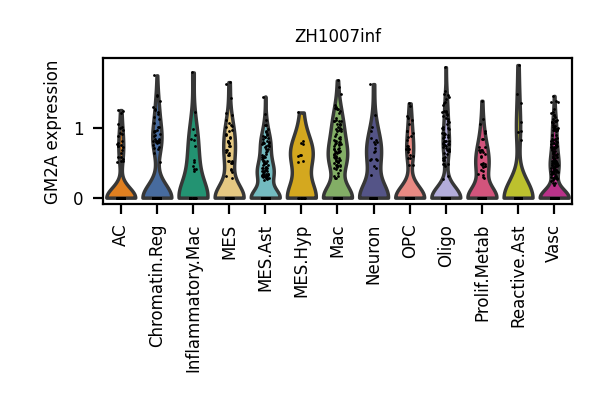 ZH1007inf
GM2A expression
1
0
AC
Chromatin.Reg
Inflammatory.Mac
MES
MES.Ast
MES.Hyp
Mac
Neuron
OPC
Oligo
Prolif.Metab
Reactive.Ast
Vasc